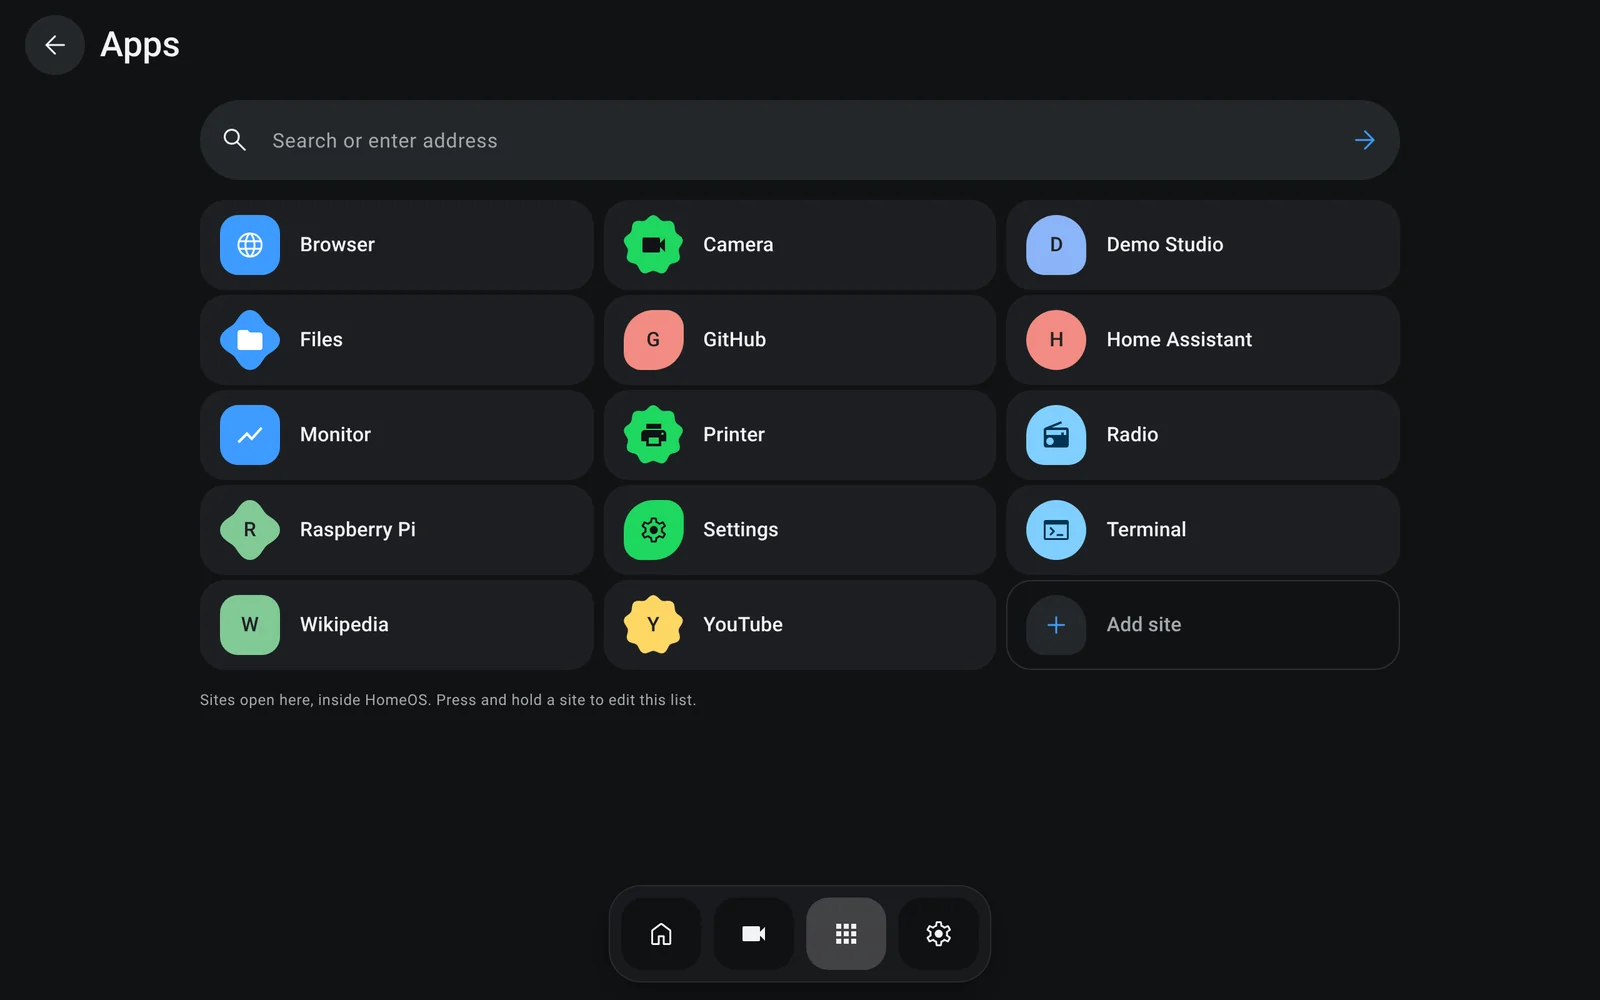 Apps
Search or enter address
Browser
Camera
D Demo Studio
Files
G GitHub
H Home Assistant
Monitor
Printer
Radio
R Raspberry Pi
Settings
Terminal
W Wikipedia
Y YouTube
Add site
Sites open here, inside HomeOS. Press and hold a site to edit this list.